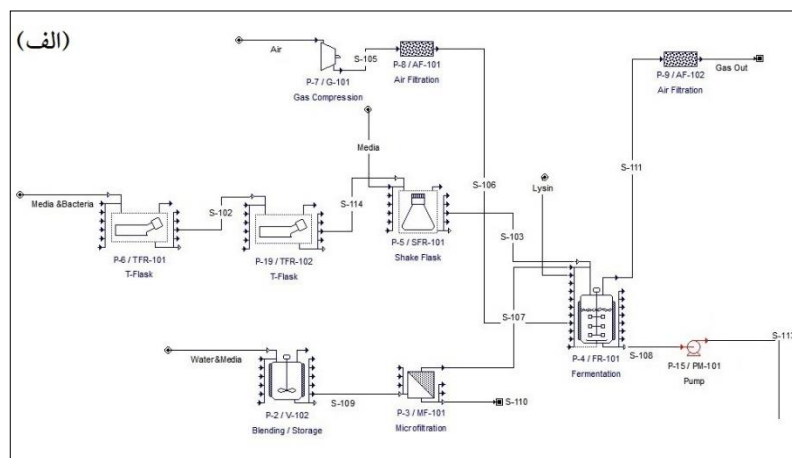 (الف)
Air
S-105
P-7 / G-101
Gas Compression
P-8 / AF-101
Air Filtration
P-9 / AF-102
Air Filtration
Gas Out
Media
S-106
S-111
Lysin
Media &Bacteria
S-102
S-114
P-6 / TFR-101
T-Flask
P-19 / TFR-102
T-Flask
P-5 / SFR-101
Shake Flask
S-103
S-107
Water&Media
P-2 / V-102
Blending / Storage
S-109
P-3 / MF-101
Microfiltration
S-110
P-4 / FR-101
Fermentation
S-108
P-15 / PM-101
Pump